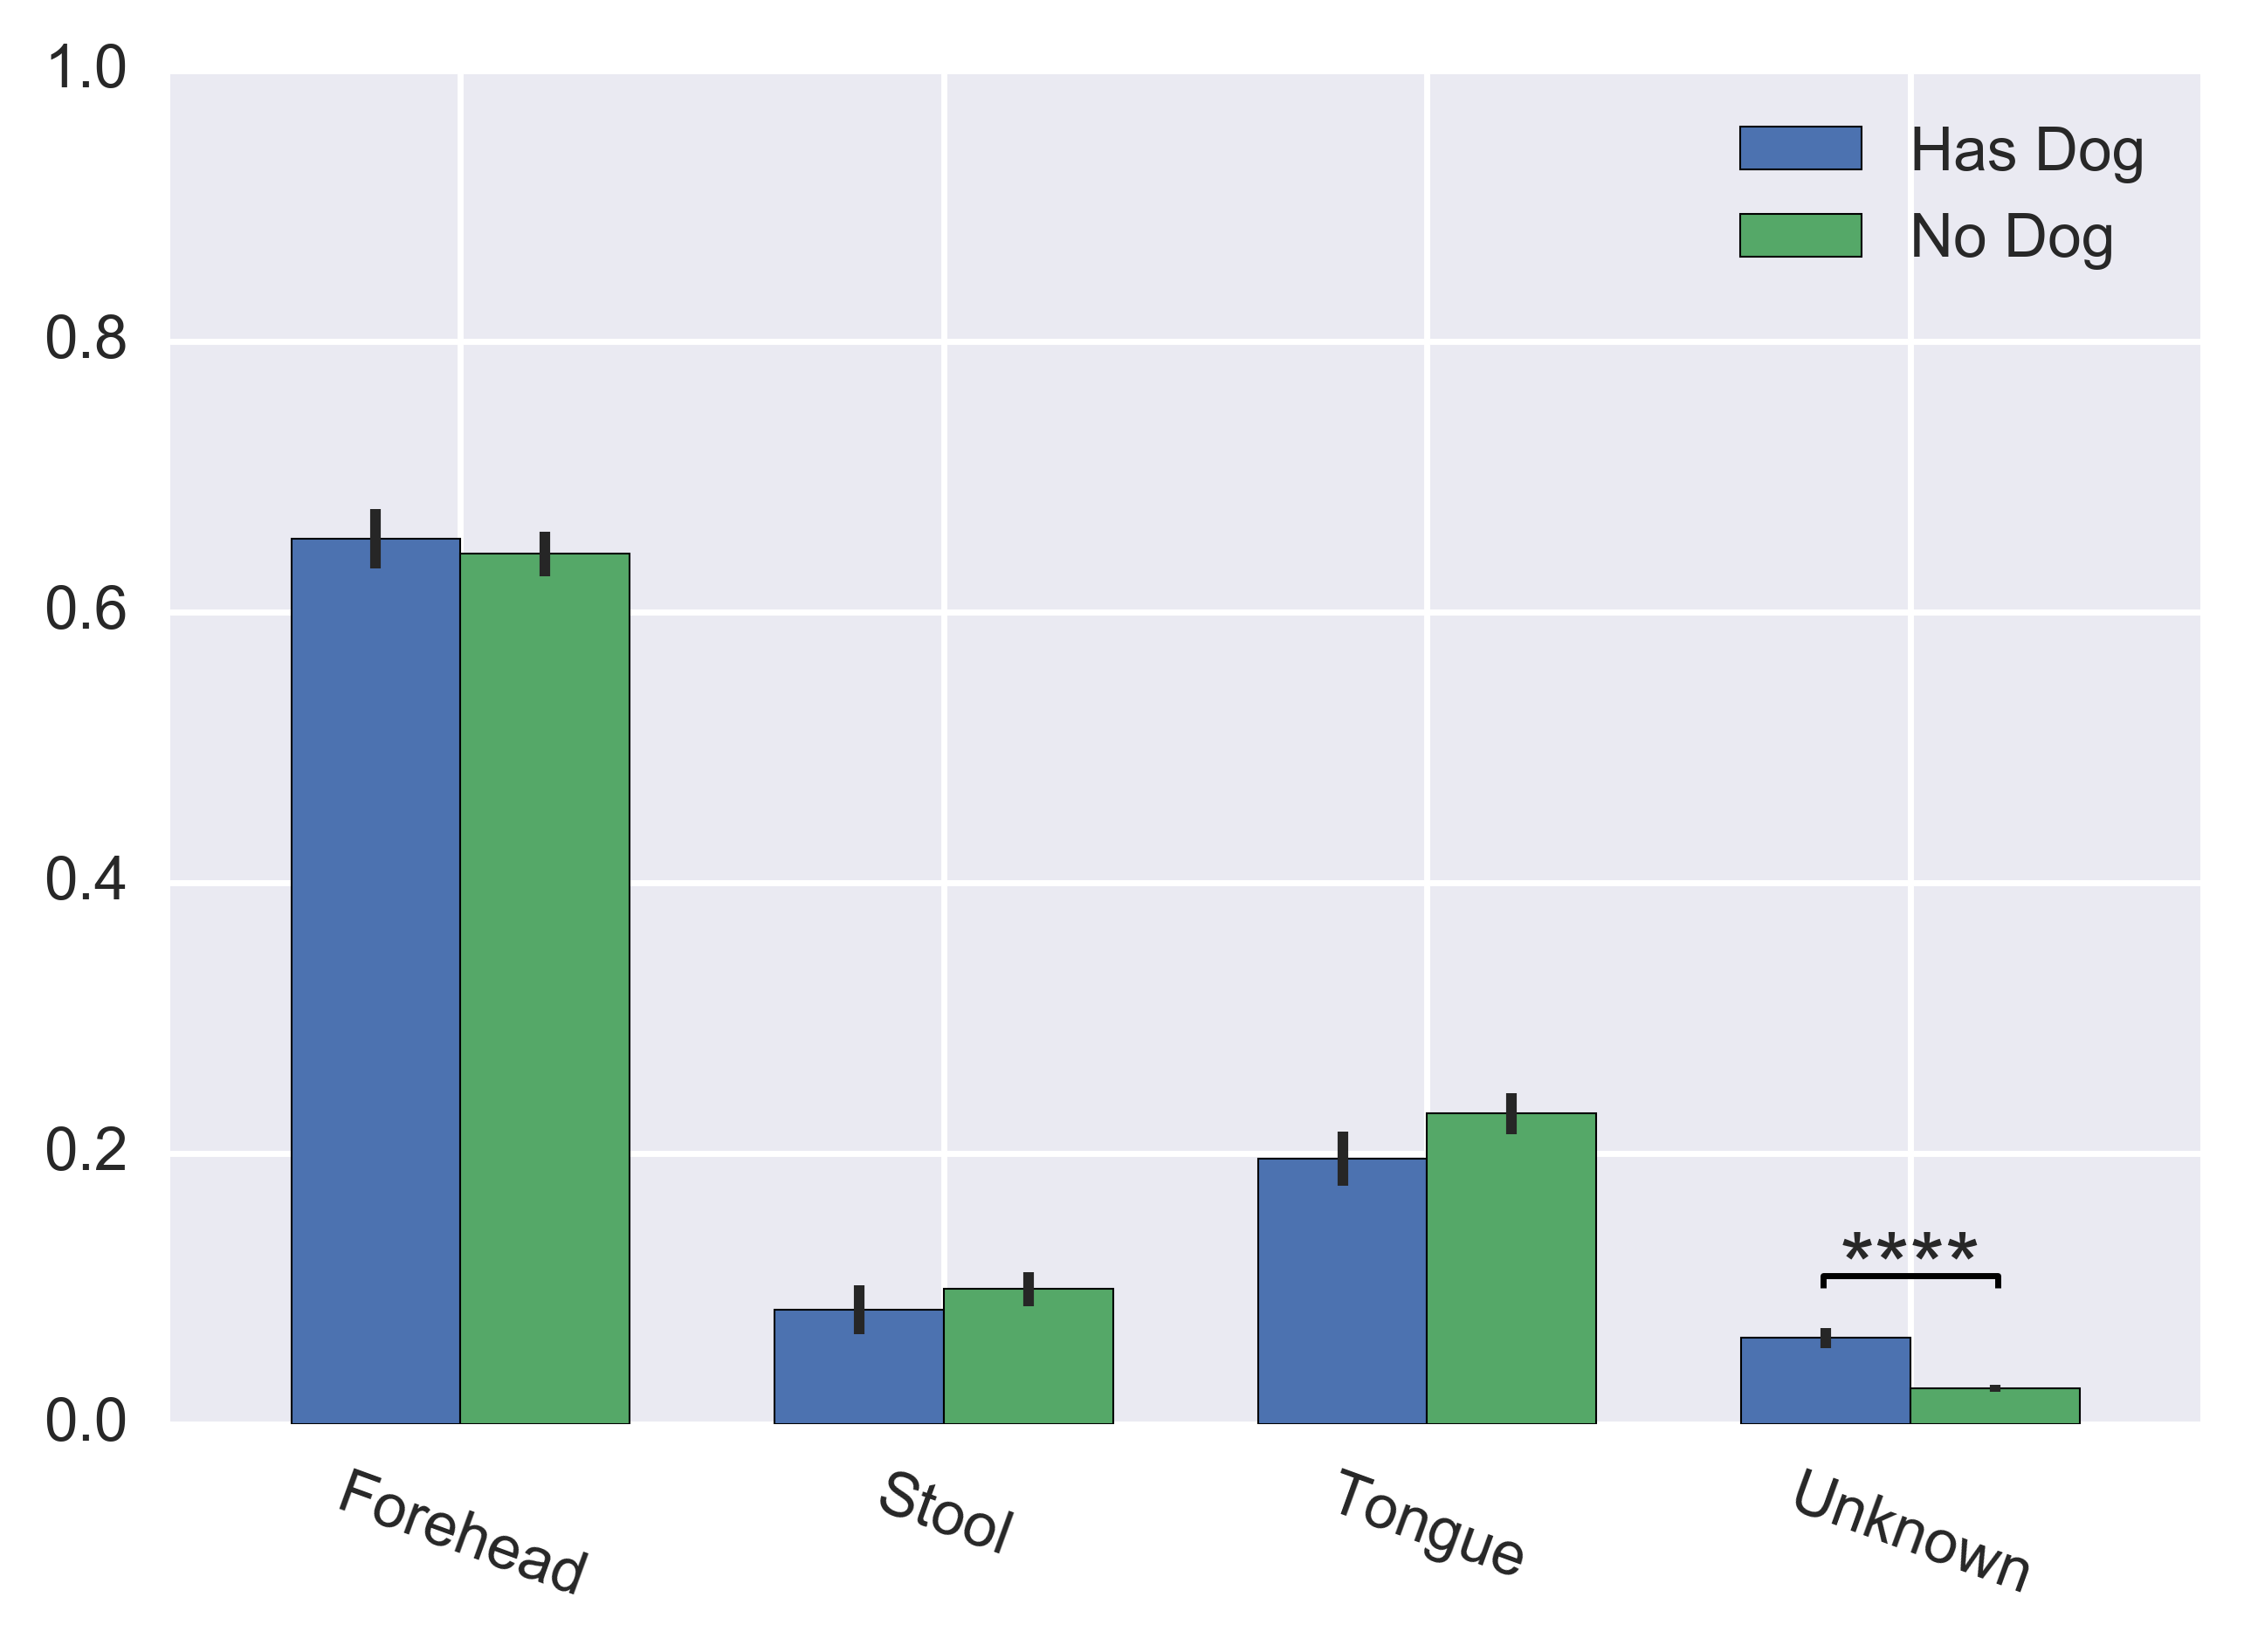 1.0
0.8
0.6
0.4
0.2
0.0
Has Dog
No Dog
****
Forehead
Stool
Tongue
Unknown